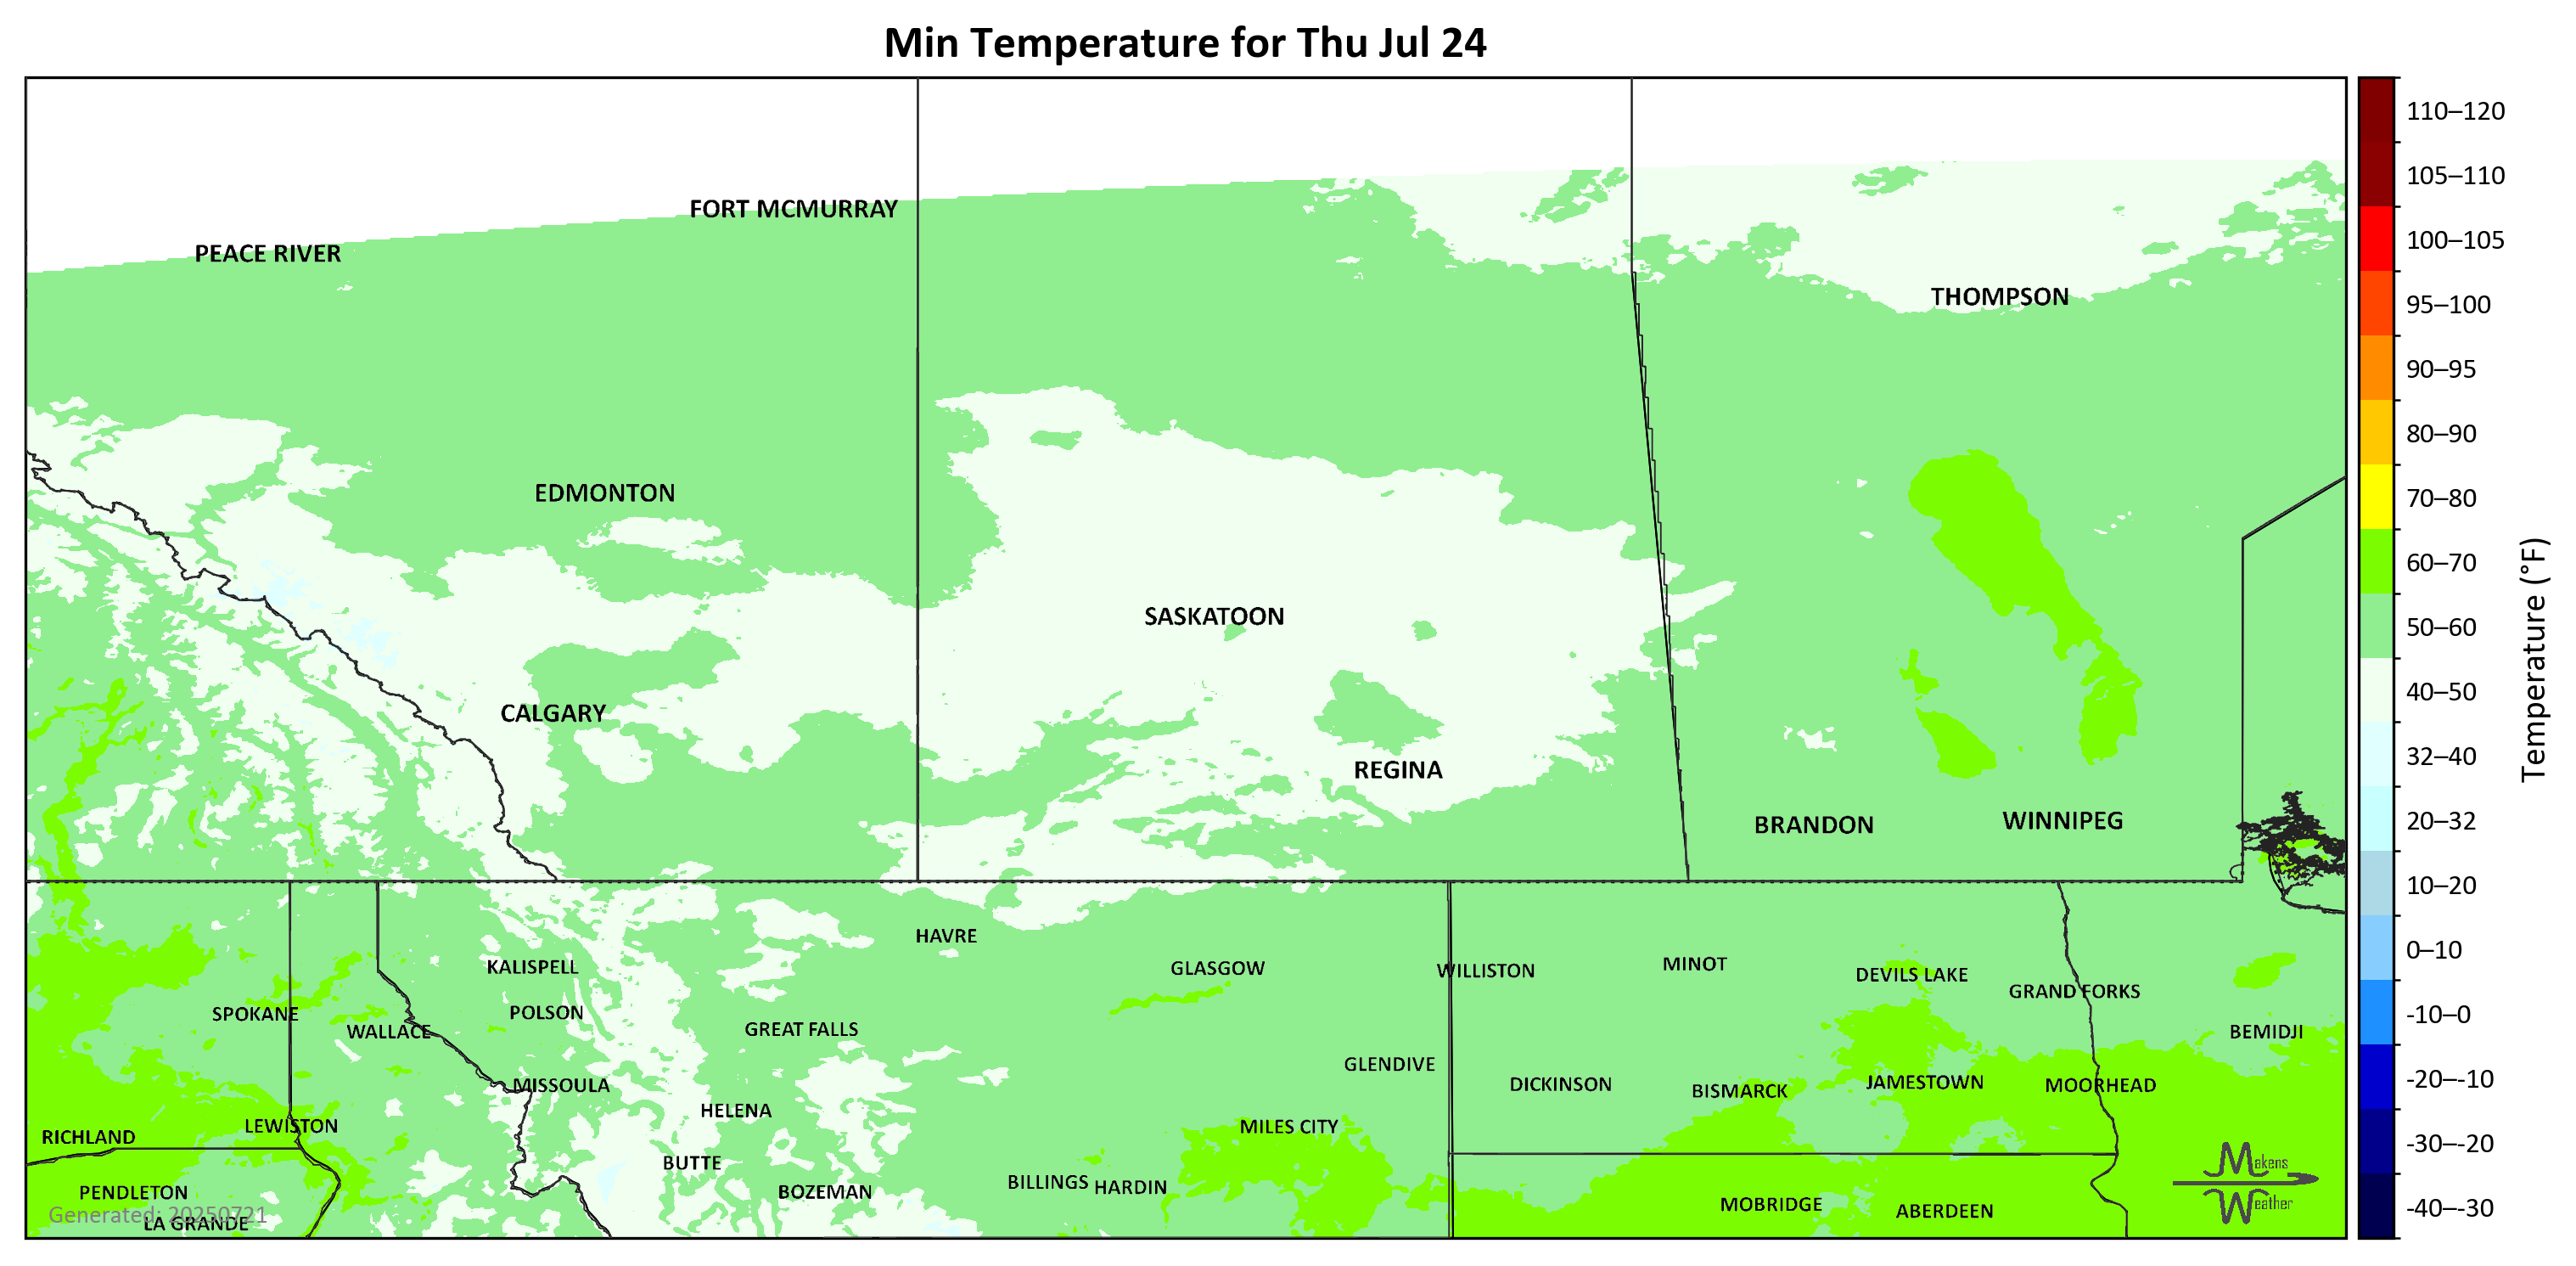 Min Temperature for Thu Jul 24
FORT MCMURRAY
PEACE RIVER
THOMPSON
EDMONTON
SASKATOON
CALGARY
REGINA
BRANDON
WINNIPEG
HAVRE
KALISPELL
GLASGOW
WILLISTON
MINOT
DEVILS LAKE
GRAND FORKS
SPOKANE
POLSON
WALLACE
GREAT FALLS
BEMIDJI
GLENDIVE
MISSOULA
DICKINSON
BISMARCK
JAMESTOWN
MOORHEAD
HELENA
LEWISTON
MILES CITY
RICHLAND
BUTTE
BILLINGS
HARDIN
BOZEMAN
PENDLETON
MOBRIDGE
ABERDEEN
LA GRANDE
Generated: 20250721
Makens
Weather
110–120
105–110
100–105
95–100
90–95
80–90
70–80
60–70
50–60
40–50
32–40
20–32
10–20
0–10
-10–0
-20–-10
-30–-20
-40–-30
Temperature (°F)